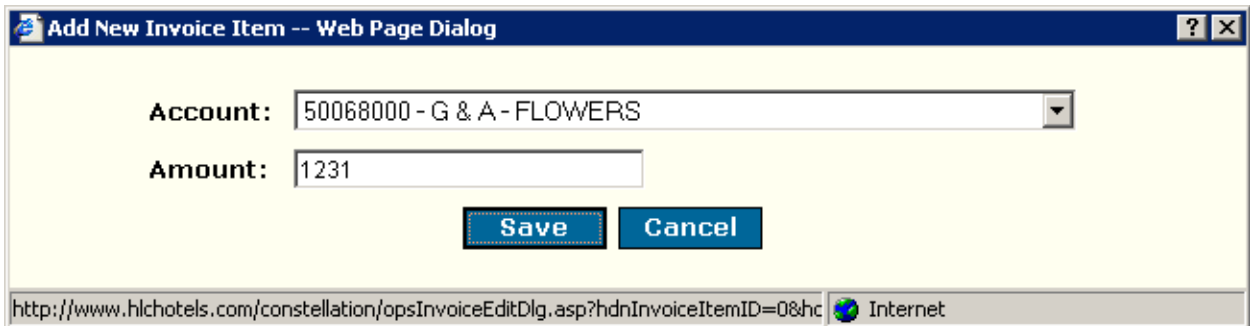 Add New Invoice Item -- Web Page Dialog ? X
Account: 50068000 - G & A - FLOWERS
Amount: 1231
Save Cancel
http://www.hlchotels.com/constellation/opsInvoiceEditDlg.asp?hdnInvoiceItemID=0&hc Internet